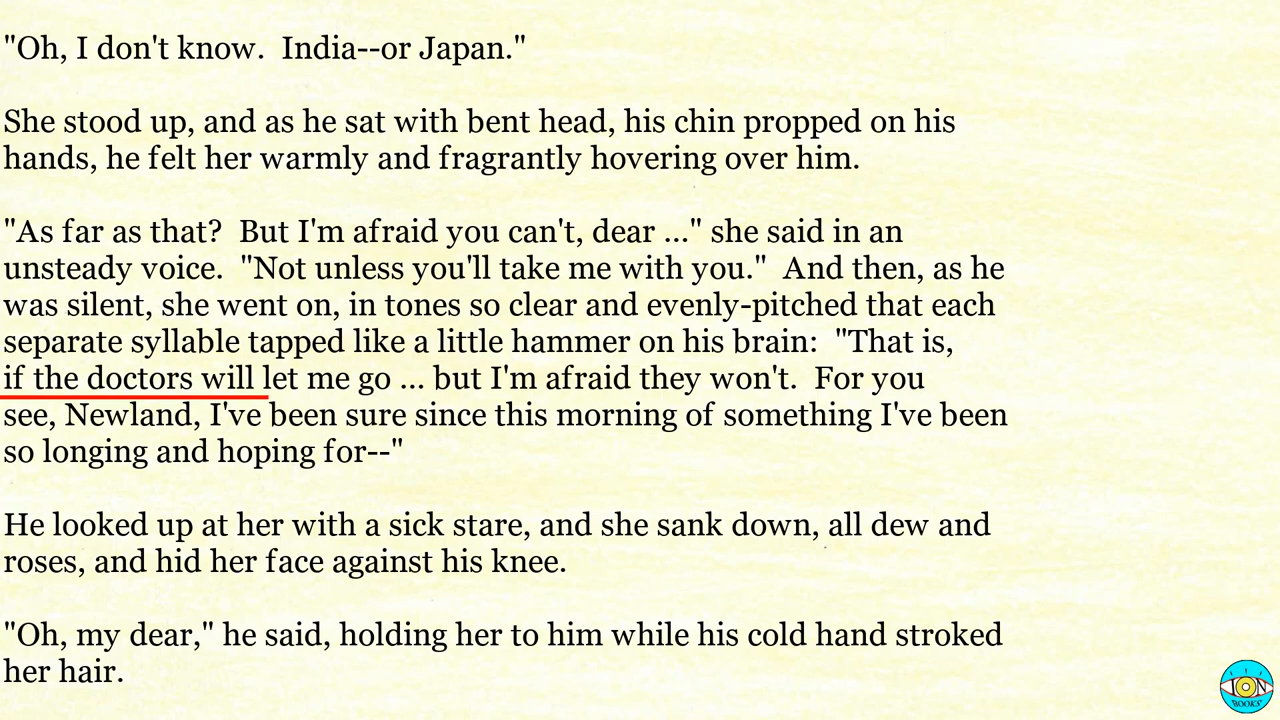 "Oh, I don't know.  India--or Japan."
She stood up, and as he sat with bent head, his chin propped on his
hands, he felt her warmly and fragrantly hovering over him.
"As far as that?  But I'm afraid you can't, dear ..." she said in an
unsteady voice.  "Not unless you'll take me with you."  And then, as he
was silent, she went on, in tones so clear and evenly-pitched that each
separate syllable tapped like a little hammer on his brain:  "That is,
if the doctors will let me go ... but I'm afraid they won't.  For you
see, Newland, I've been sure since this morning of something I've been
so longing and hoping for--"
He looked up at her with a sick stare, and she sank down, all dew and
roses, and hid her face against his knee.
"Oh, my dear," he said, holding her to him while his cold hand stroked
her hair.
ION
BOOKS